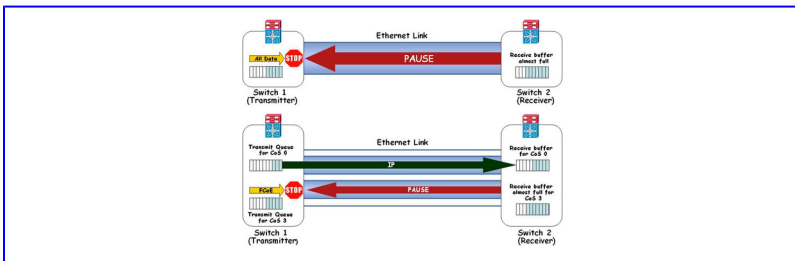 Ethernet Link
All Data
STOP
PAUSE
Receive buffer
almost full
Switch 1
(Transmitter)
Switch 2
(Receiver)
Ethernet Link
Transmit Queue
for CoS 0
IP
Receive buffer
for CoS 0
FCoE
STOP
PAUSE
Receive buffer
almost full for
CoS 3
Transmit Queue
for CoS 3
Switch 1
(Transmitter)
Switch 2
(Receiver)